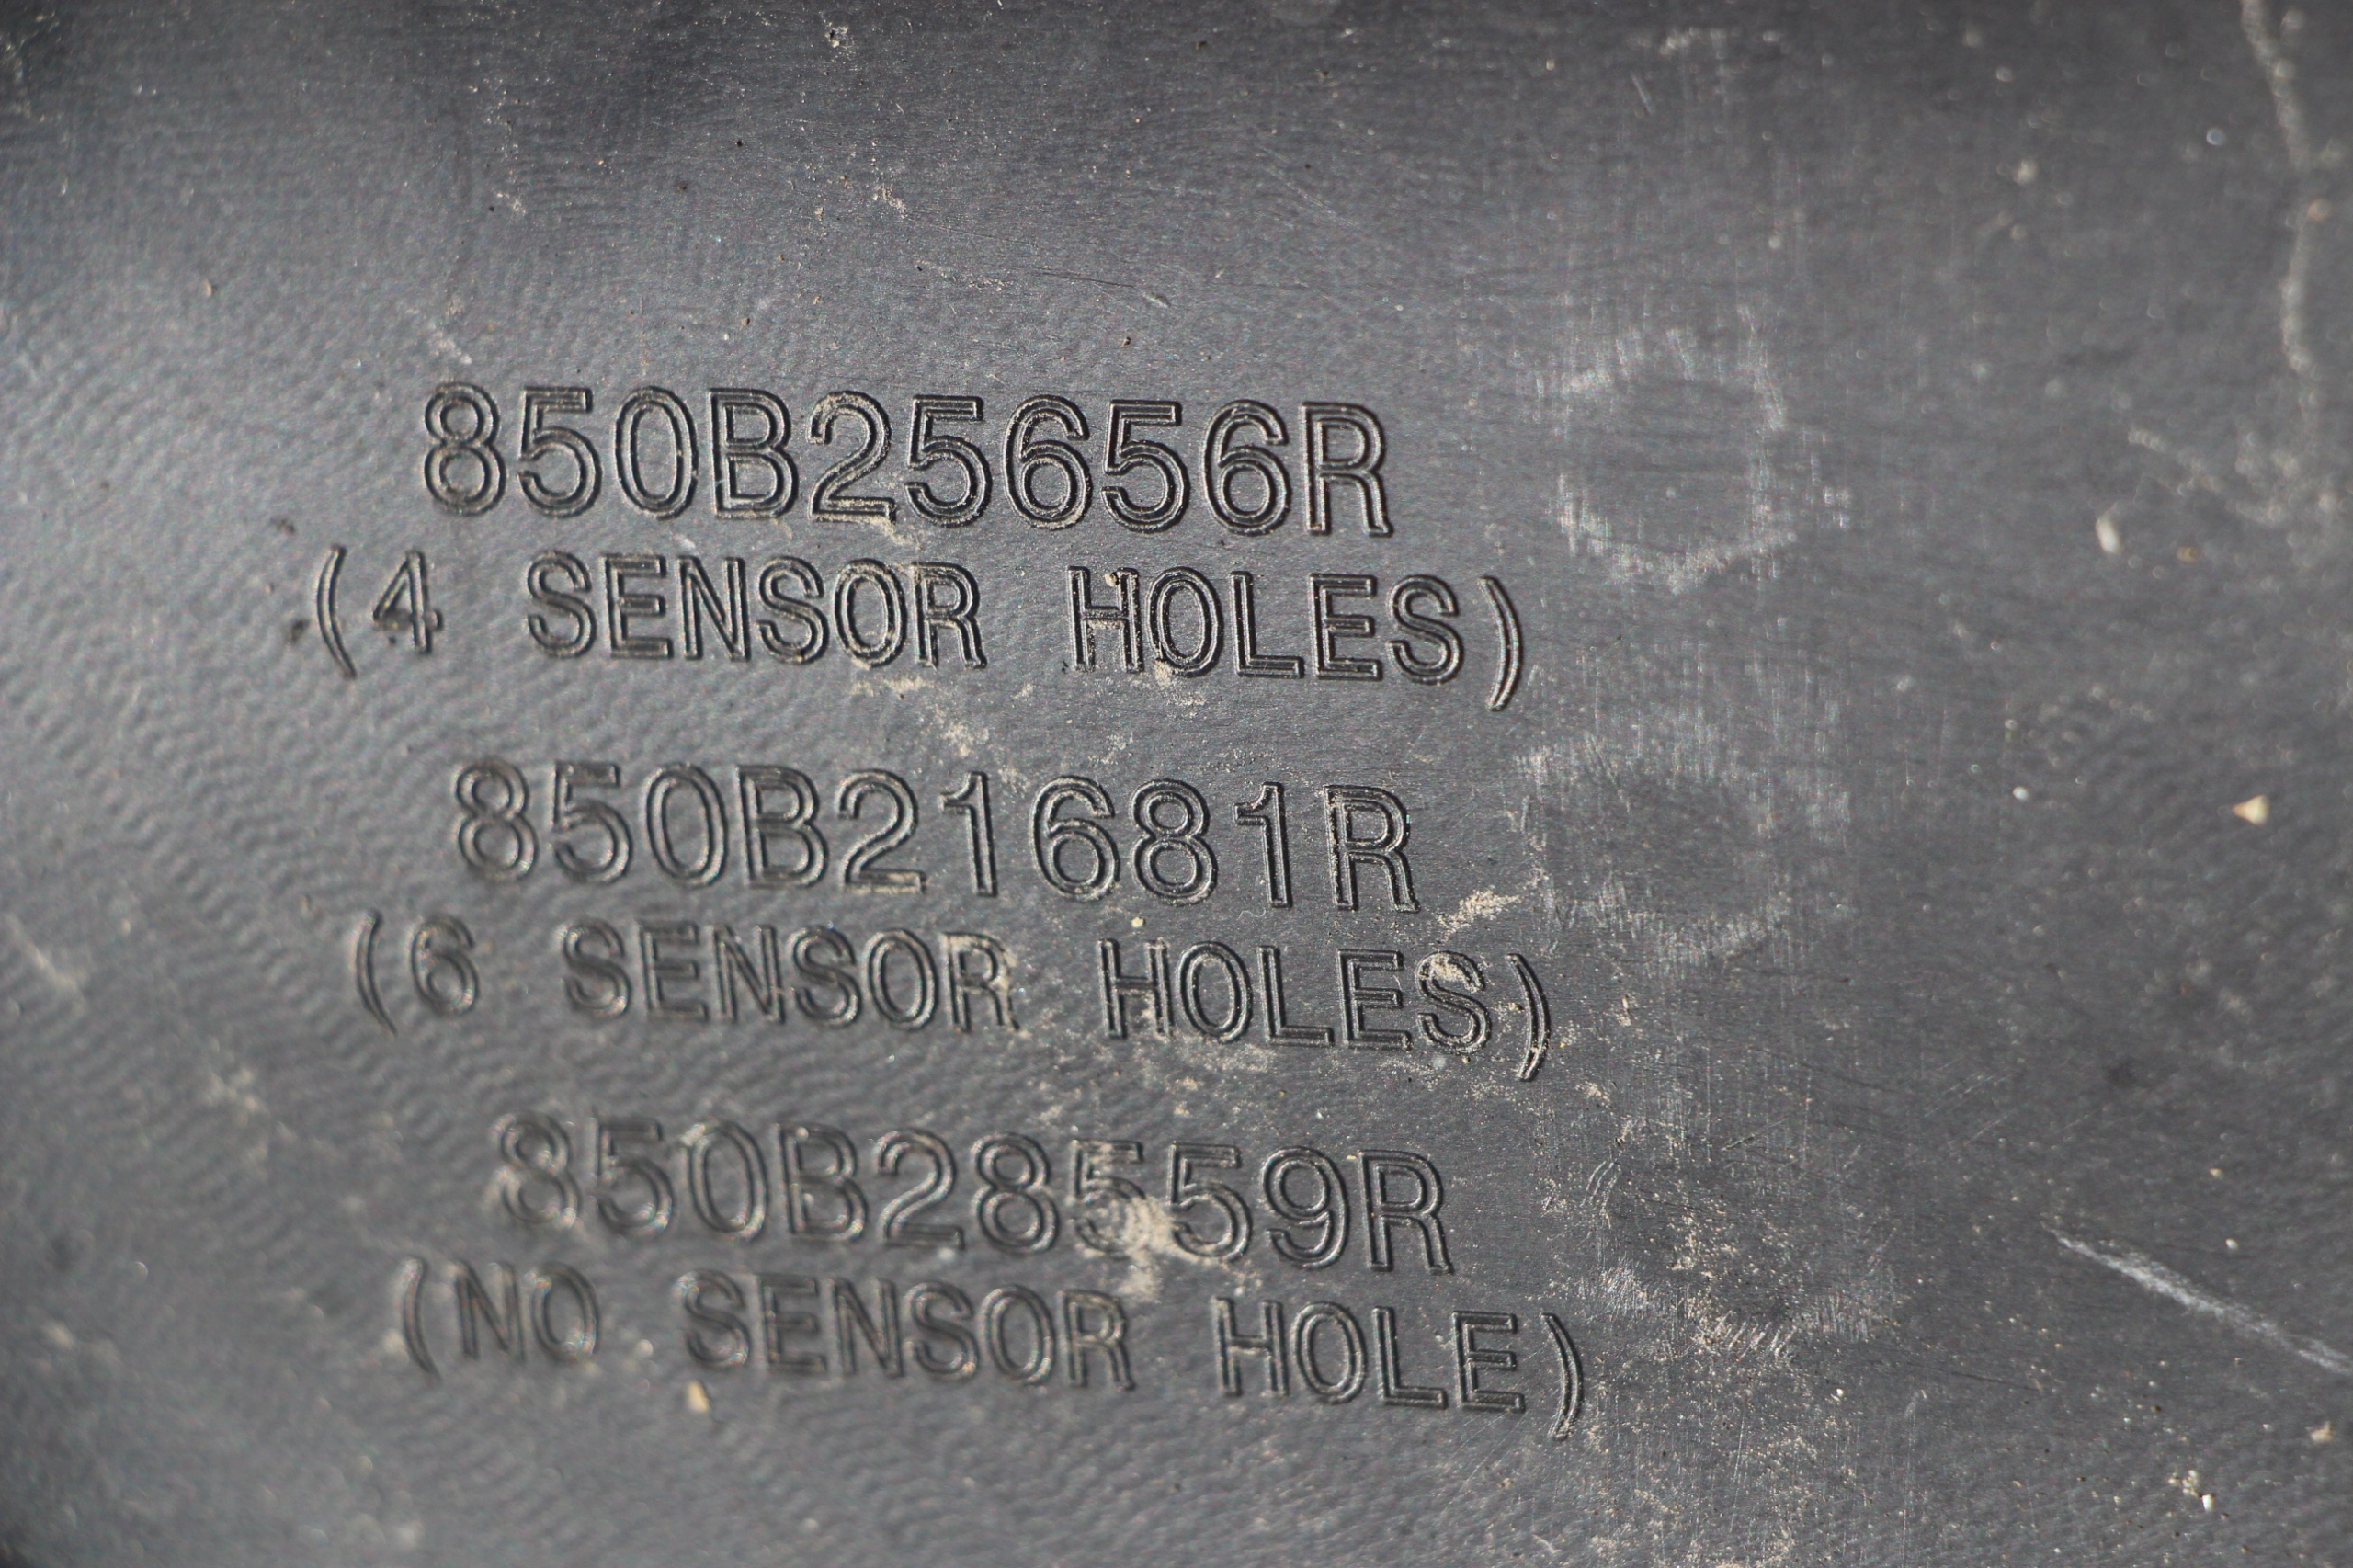 850B25656R
(4 SENSOR HOLES)
850B21681R
(6 SENSOR HOLES)
850B28559R
(NO SENSOR HOLE)